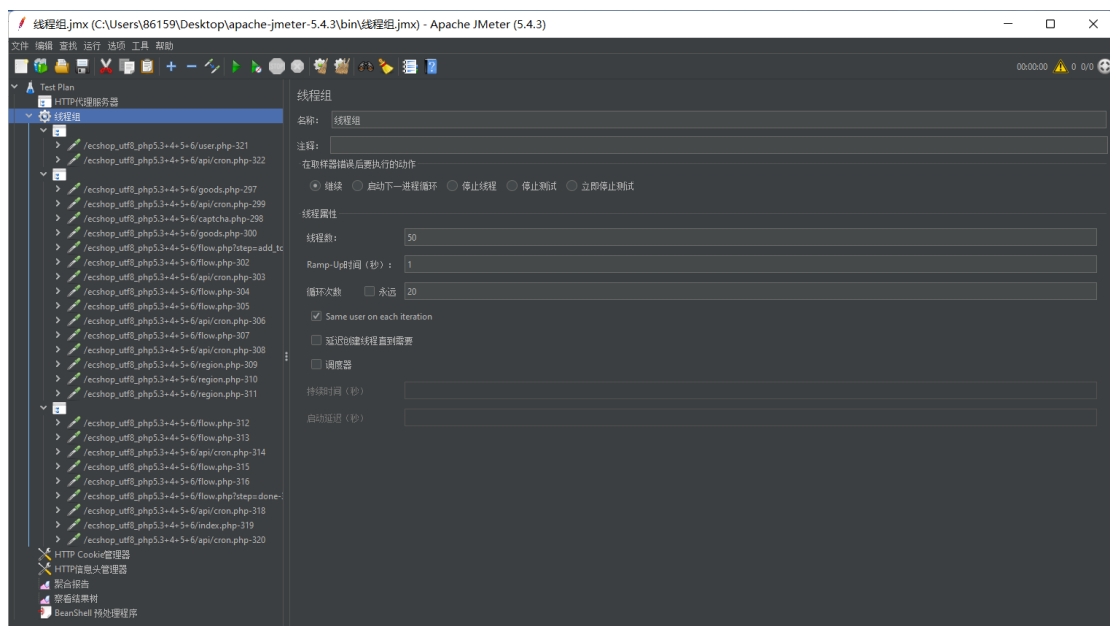 线程组.jmx (C:\Users\86159\Desktop\apache-jmeter-5.4.3\bin\线程组.jmx) - Apache JMeter (5.4.3)
文件 编辑 查找 运行 选项 工具 帮助
00:00:00 0 0/0
Test Plan
HTTP代理服务器
线程组
/ecshop_utf8_php5.3+4+5+6/user.php-321
/ecshop_utf8_php5.3+4+5+6/api/cron.php-322
/ecshop_utf8_php5.3+4+5+6/goods.php-297
/ecshop_utf8_php5.3+4+5+6/api/cron.php-299
/ecshop_utf8_php5.3+4+5+6/captcha.php-298
/ecshop_utf8_php5.3+4+5+6/goods.php-300
/ecshop_utf8_php5.3+4+5+6/flow.php?step=add_tc
/ecshop_utf8_php5.3+4+5+6/flow.php-302
/ecshop_utf8_php5.3+4+5+6/api/cron.php-303
/ecshop_utf8_php5.3+4+5+6/flow.php-304
/ecshop_utf8_php5.3+4+5+6/flow.php-305
/ecshop_utf8_php5.3+4+5+6/api/cron.php-306
/ecshop_utf8_php5.3+4+5+6/flow.php-307
/ecshop_utf8_php5.3+4+5+6/api/cron.php-308
/ecshop_utf8_php5.3+4+5+6/region.php-309
/ecshop_utf8_php5.3+4+5+6/region.php-310
/ecshop_utf8_php5.3+4+5+6/region.php-311
/ecshop_utf8_php5.3+4+5+6/flow.php-312
/ecshop_utf8_php5.3+4+5+6/flow.php-313
/ecshop_utf8_php5.3+4+5+6/api/cron.php-314
/ecshop_utf8_php5.3+4+5+6/flow.php-315
/ecshop_utf8_php5.3+4+5+6/flow.php-316
/ecshop_utf8_php5.3+4+5+6/flow.php?step=done-
/ecshop_utf8_php5.3+4+5+6/api/cron.php-318
/ecshop_utf8_php5.3+4+5+6/index.php-319
/ecshop_utf8_php5.3+4+5+6/api/cron.php-320
HTTP Cookie管理器
HTTP信息头管理器
聚合报告
察看结果树
BeanShell 预处理程序
线程组
名称： 线程组
注释：
在取样器错误后要执行的动作
继续 启动下一进程循环 停止线程 停止测试 立即停止测试
线程属性
线程数： 50
Ramp-Up时间（秒）： 1
循环次数 永远 20
Same user on each iteration
延迟创建线程直到需要
调度器
持续时间（秒）
启动延迟（秒）